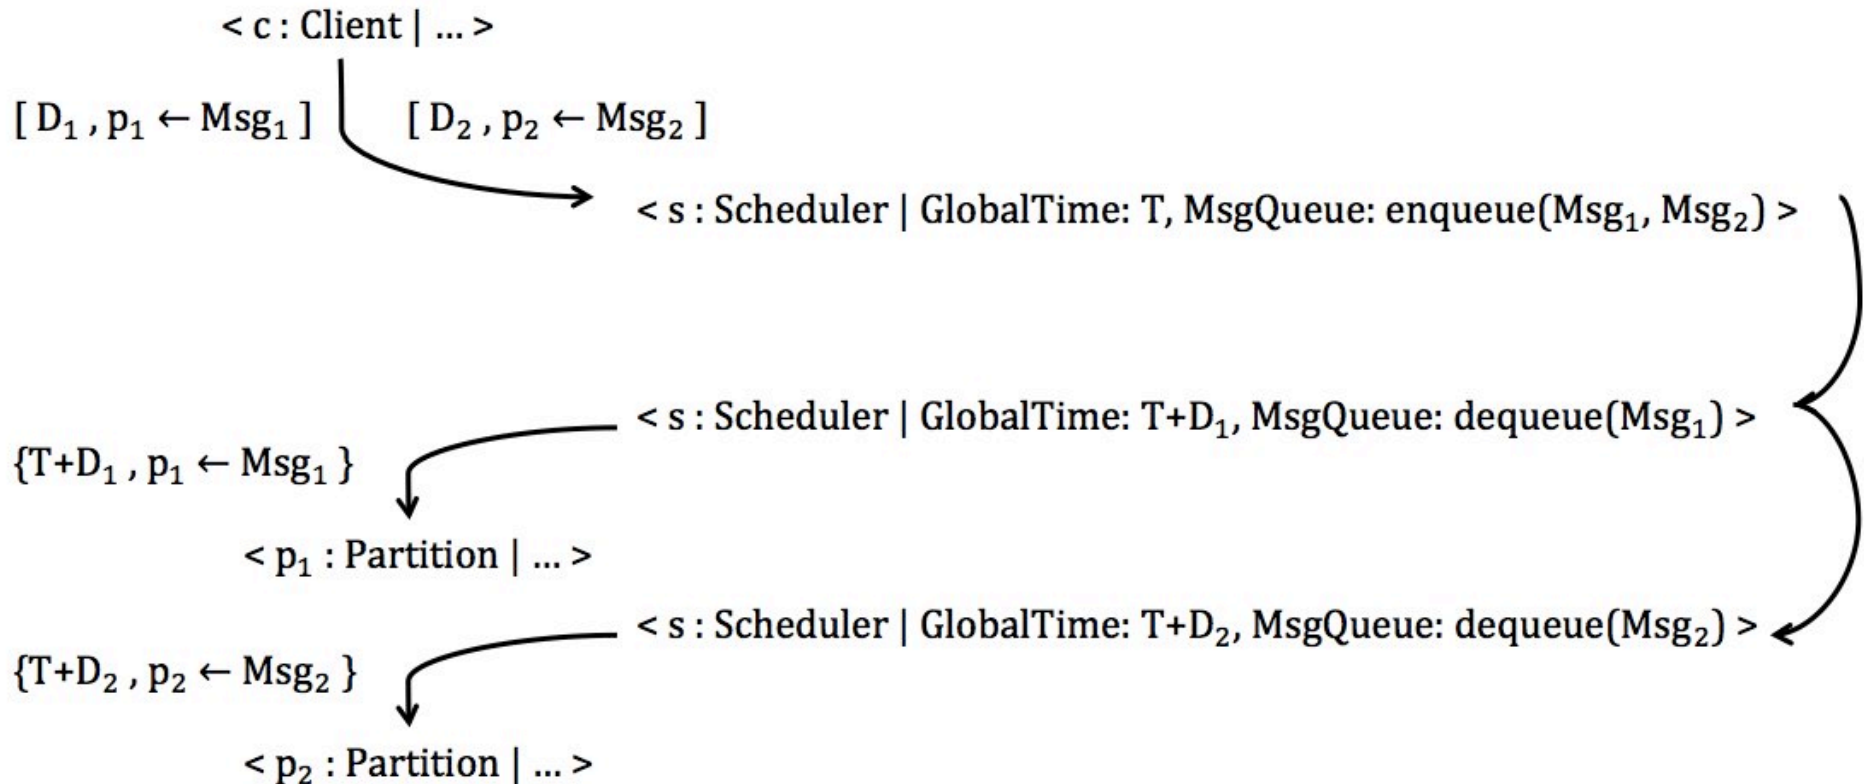 < c : Client | ... >
[ D₁ , p₁ ← Msg₁ ] [ D₂ , p₂ ← Msg₂ ]
< s : Scheduler | GlobalTime: T, MsgQueue: enqueue(Msg₁, Msg₂) >
< s : Scheduler | GlobalTime: T+D₁, MsgQueue: dequeue(Msg₁) >
{T+D₁ , p₁ ← Msg₁ }
< p₁ : Partition | ... >
< s : Scheduler | GlobalTime: T+D₂, MsgQueue: dequeue(Msg₂) >
{T+D₂ , p₂ ← Msg₂ }
< p₂ : Partition | ... >